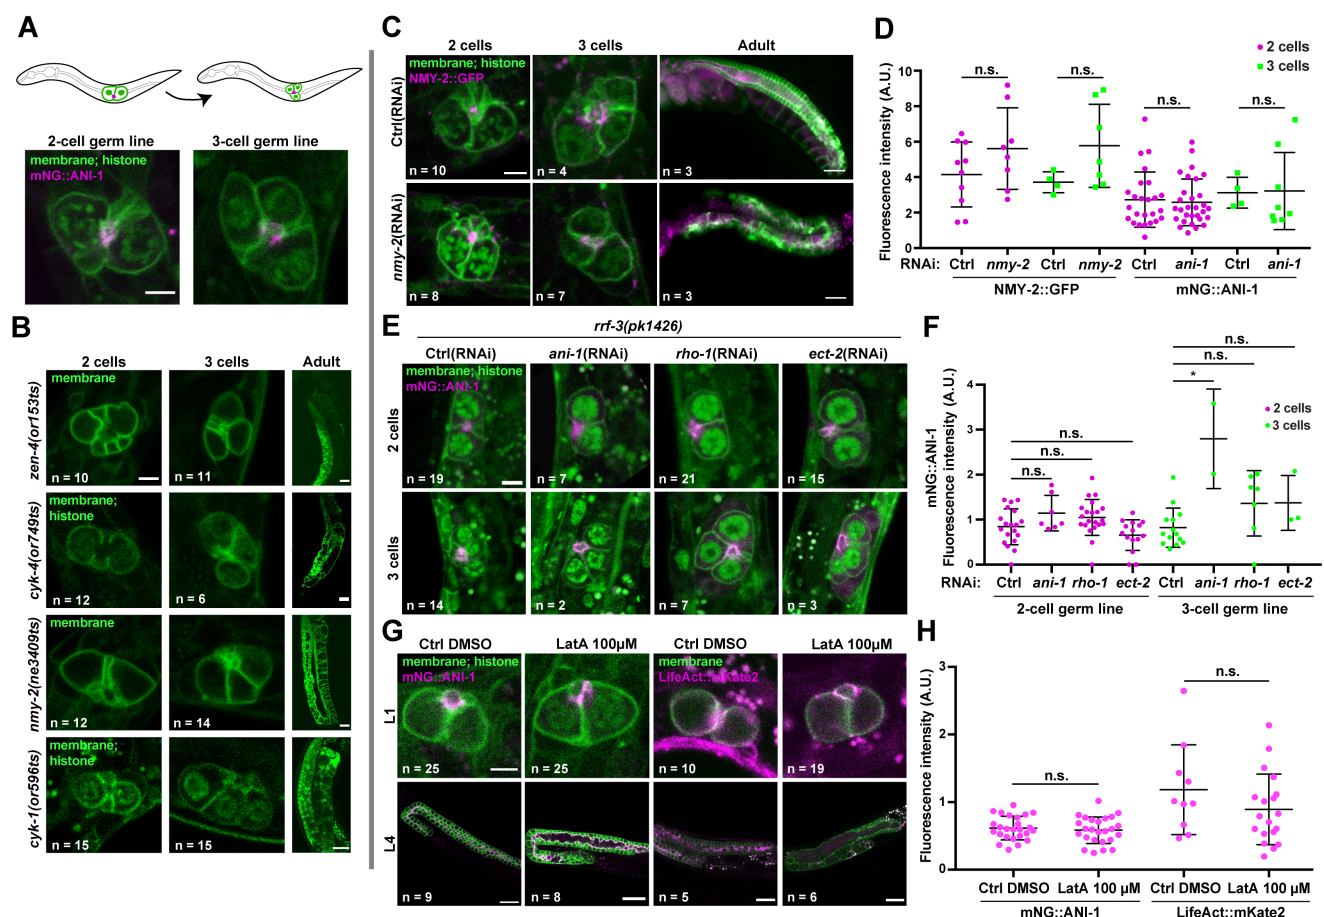 A
2-cell germ line
3-cell germ line
membrane; histone
mNG::ANI-1
B
2 cells
3 cells
Adult
zen-4(or153ts)
membrane
n = 10
n = 11
cyk-4(or749ts)
membrane;
histone
n = 12
n = 6
nmy-2(ne3409ts)
membrane
n = 12
n = 14
cyk-1(or596ts)
membrane;
histone
n = 15
n = 15
C
2 cells
3 cells
Adult
Ctrl(RNAi)
membrane; histone
NMY-2::GFP
n = 10
n = 4
n = 3
nmy-2(RNAi)
n = 8
n = 7
n = 3
D
2 cells
3 cells
Fluorescence intensity (A.U.)
10
8
6
4
2
0
n.s.
n.s.
n.s.
n.s.
RNAi:
Ctrl
nmy-2
Ctrl
nmy-2
Ctrl
ani-1
Ctrl
ani-1
NMY-2::GFP
mNG::ANI-1
E
rrf-3(pk1426)
Ctrl(RNAi)
ani-1(RNAi)
rho-1(RNAi)
ect-2(RNAi)
membrane; histone
mNG::ANI-1
2 cells
n = 19
n = 7
n = 21
n = 15
3 cells
n = 14
n = 2
n = 7
n = 3
F
mNG::ANI-1
Fluorescence intensity (A.U.)
4
3
2
1
0
n.s.
n.s.
*
n.s.
n.s.
n.s.
2 cells
3 cells
RNAi:
Ctrl
ani-1
rho-1
ect-2
Ctrl
ani-1
rho-1
ect-2
2-cell germ line
3-cell germ line
G
Ctrl DMSO
LatA 100µM
Ctrl DMSO
LatA 100µM
membrane; histone
mNG::ANI-1
membrane
LifeAct::mKate2
L1
n = 25
n = 25
n = 10
n = 19
L4
n = 9
n = 8
n = 5
n = 6
H
Fluorescence intensity (A.U.)
3
2
1
0
n.s.
n.s.
Ctrl DMSO
LatA 100 µM
Ctrl DMSO
LatA 100 µM
mNG::ANI-1
LifeAct::mKate2